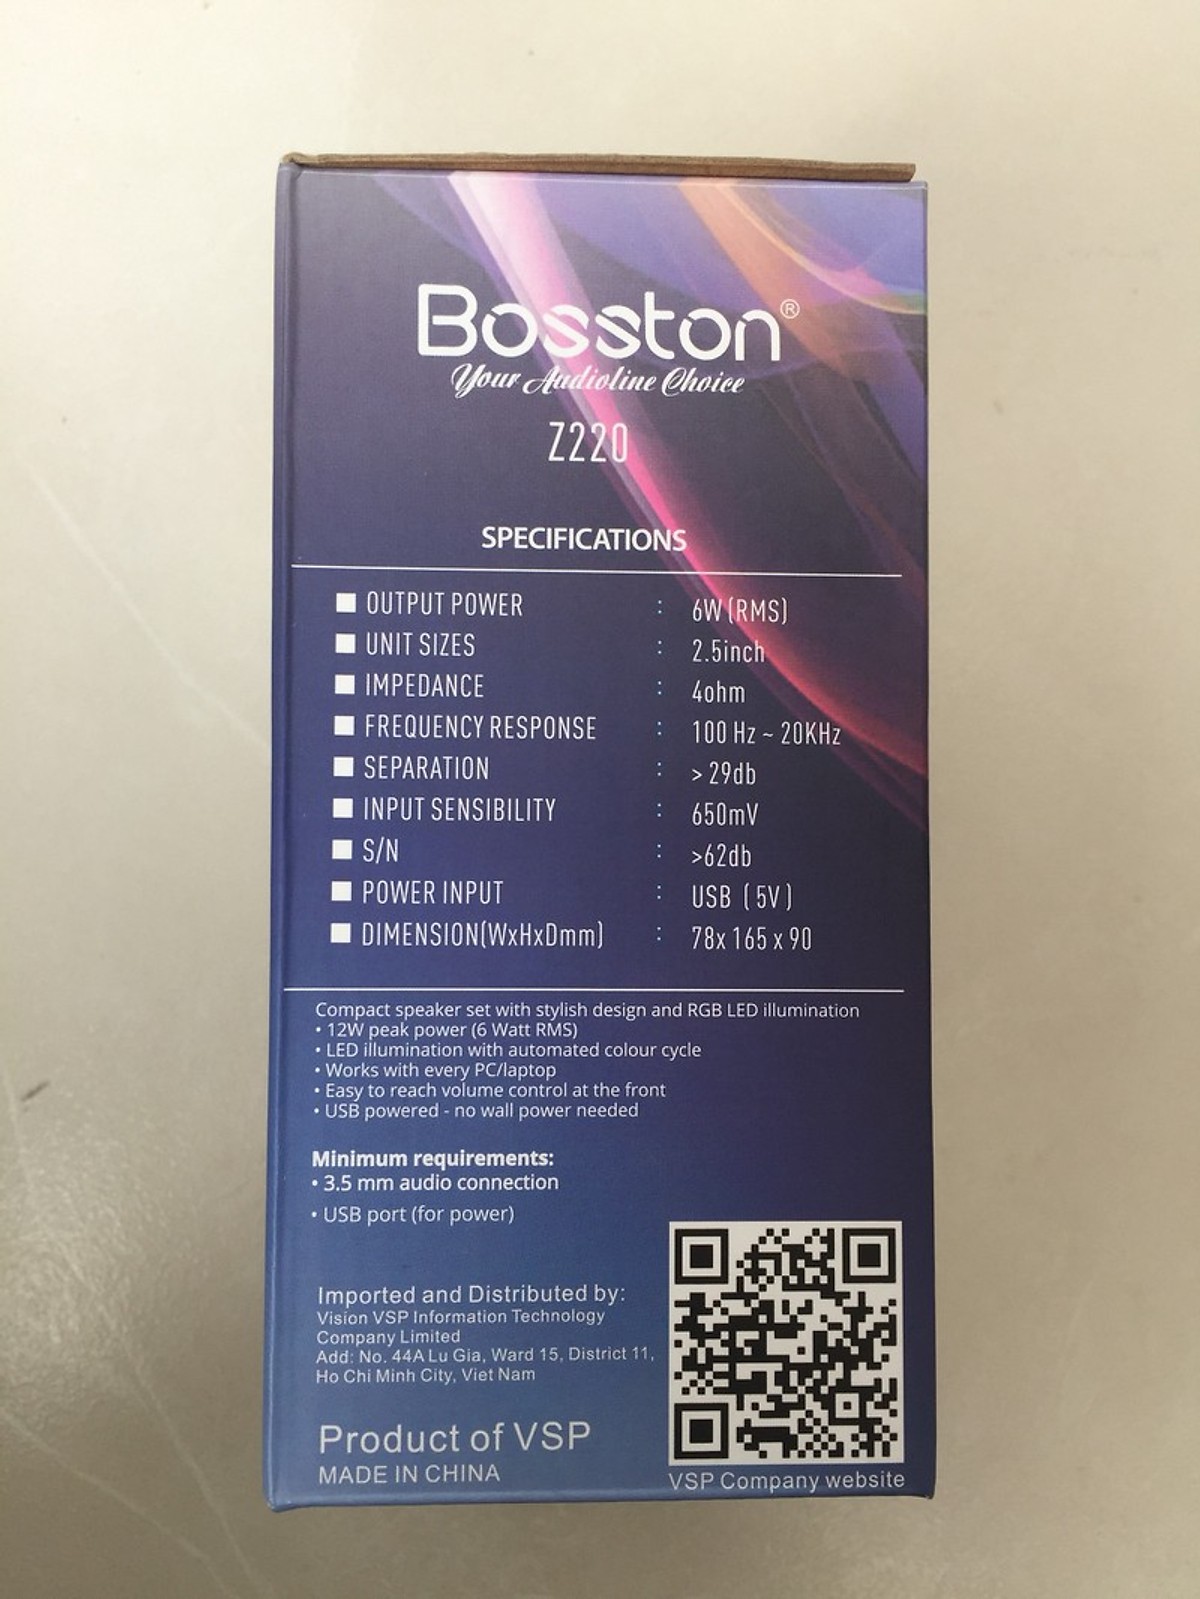 Bosston®
Your Audioline Choice
Z220
SPECIFICATIONS
■ OUTPUT POWER : 6W (RMS)
■ UNIT SIZES : 2.5inch
■ IMPEDANCE : 4ohm
■ FREQUENCY RESPONSE : 100 Hz ~ 20KHz
■ SEPARATION : > 29db
■ INPUT SENSIBILITY : 650mV
■ S/N : >62db
■ POWER INPUT : USB ( 5V )
■ DIMENSION(WxHxDmm) : 78x 165 x 90
Compact speaker set with stylish design and RGB LED illumination
• 12W peak power (6 Watt RMS)
• LED illumination with automated colour cycle
• Works with every PC/laptop
• Easy to reach volume control at the front
• USB powered - no wall power needed
Minimum requirements:
• 3.5 mm audio connection
• USB port (for power)
Imported and Distributed by:
Vision VSP Information Technology
Company Limited
Add: No. 44A Lu Gia, Ward 15, District 11,
Ho Chi Minh City, Viet Nam
Product of VSP
MADE IN CHINA
VSP Company website